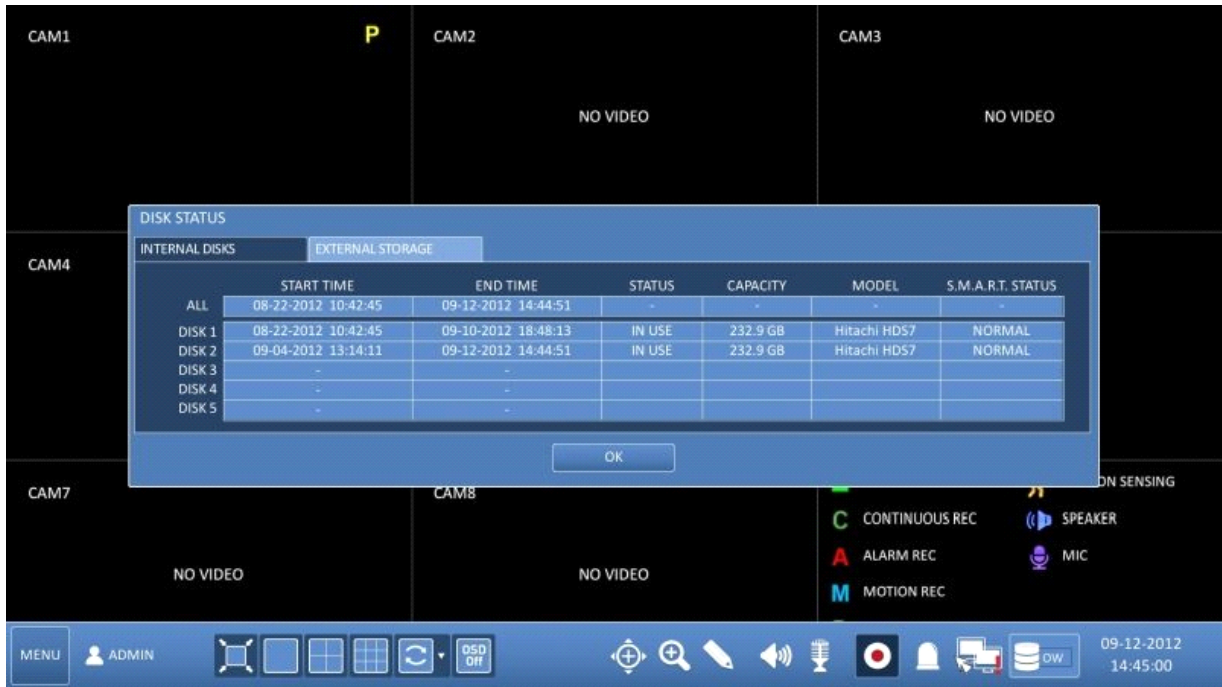 CAM1 P CAM2 CAM3
NO VIDEO NO VIDEO
DISK STATUS
INTERNAL DISKS EXTERNAL STORAGE
CAM4
START TIME END TIME STATUS CAPACITY MODEL S.M.A.R.T. STATUS
ALL 08-22-2012 10:42:45 09-12-2012 14:44:51 - - - -
DISK 1 08-22-2012 10:42:45 09-10-2012 18:48:13 IN USE 232.9 GB Hitachi HDS7 NORMAL
DISK 2 09-04-2012 13:14:11 09-12-2012 14:44:51 IN USE 232.9 GB Hitachi HDS7 NORMAL
DISK 3 - -
DISK 4 - -
DISK 5 - -
OK
CAM7 CAM8 ON SENSING
C CONTINUOUS REC SPEAKER
A ALARM REC MIC
NO VIDEO NO VIDEO
M MOTION REC
MENU ADMIN OSD Off OW 09-12-2012
14:45:00